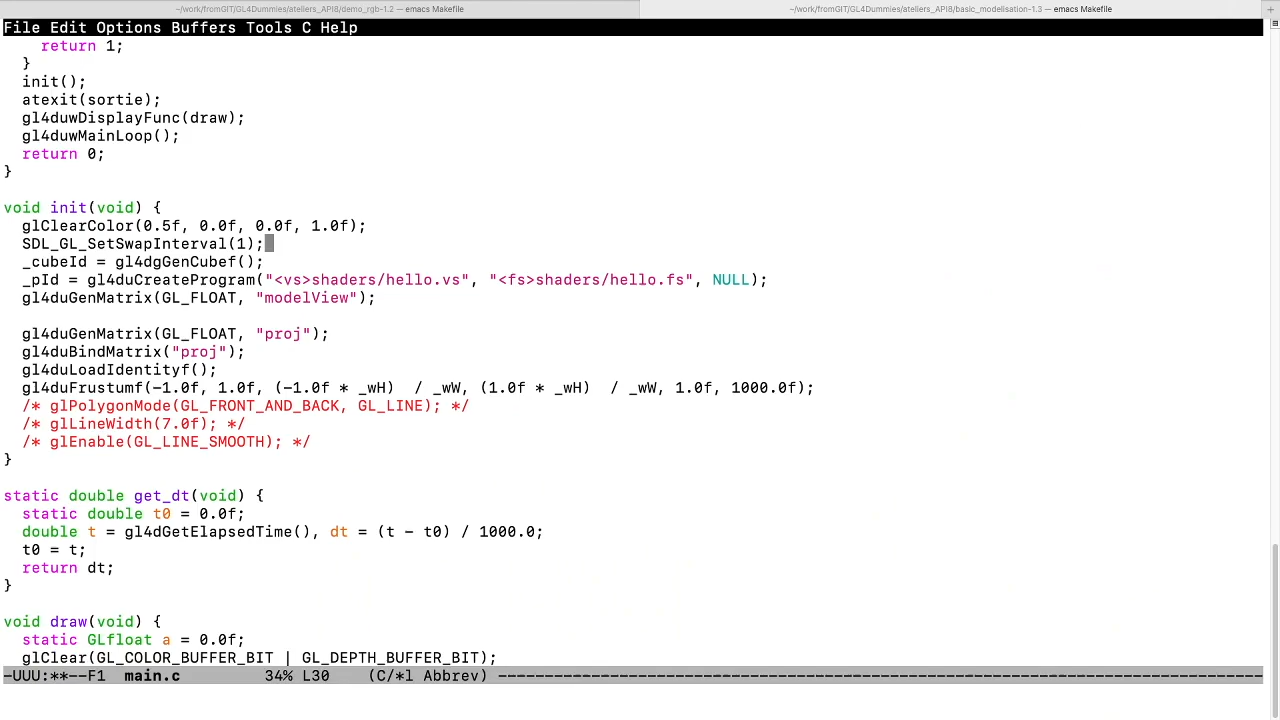 ~/work/fromGIT/GL4Dummies/ateliers_API8/demo_rgb-1.2 — emacs Makefile
~/work/fromGIT/GL4Dummies/ateliers_API8/basic_modelisation-1.3 — emacs Makefile
File Edit Options Buffers Tools C Help
    return 1;
  }
  init();
  atexit(sortie);
  gl4duwDisplayFunc(draw);
  gl4duwMainLoop();
  return 0;
}
void init(void) {
  glClearColor(0.5f, 0.0f, 0.0f, 1.0f);
  SDL_GL_SetSwapInterval(1);
  _cubeId = gl4dgGenCubef();
  _pId = gl4duCreateProgram("<vs>shaders/hello.vs", "<fs>shaders/hello.fs", NULL);
  gl4duGenMatrix(GL_FLOAT, "modelView");
  gl4duGenMatrix(GL_FLOAT, "proj");
  gl4duBindMatrix("proj");
  gl4duLoadIdentityf();
  gl4duFrustumf(-1.0f, 1.0f, (-1.0f * _wH)  / _wW, (1.0f * _wH)  / _wW, 1.0f, 1000.0f);
  /* glPolygonMode(GL_FRONT_AND_BACK, GL_LINE); */
  /* glLineWidth(7.0f); */
  /* glEnable(GL_LINE_SMOOTH); */
}
static double get_dt(void) {
  static double t0 = 0.0f;
  double t = gl4dGetElapsedTime(), dt = (t - t0) / 1000.0;
  t0 = t;
  return dt;
}
void draw(void) {
  static GLfloat a = 0.0f;
  glClear(GL_COLOR_BUFFER_BIT | GL_DEPTH_BUFFER_BIT);
-UUU:**--F1  main.c         34% L30    (C/*l Abbrev) ------------------------------------------------------------------------------------